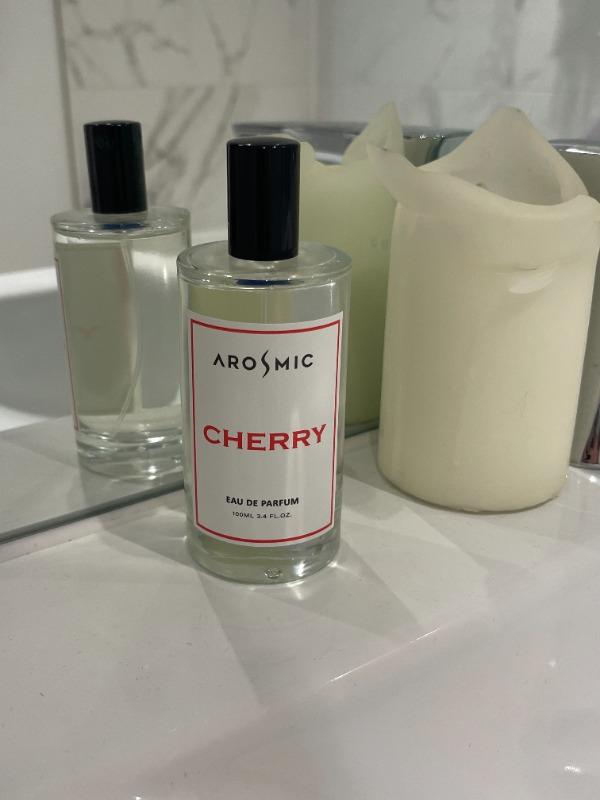 AROSMIC
CHERRY
EAU DE PARFUM
100ML 3.4 FL.OZ.